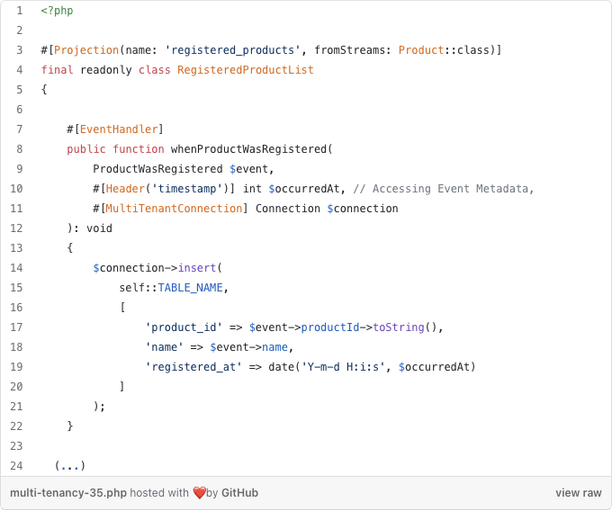 1 <?php
2
3 #[Projection(name: 'registered_products', fromStreams: Product::class)]
4 final readonly class RegisteredProductList
5 {
6
7     #[EventHandler]
8     public function whenProductWasRegistered(
9         ProductWasRegistered $event,
10         #[Header('timestamp')] int $occurredAt, // Accessing Event Metadata,
11         #[MultiTenantConnection] Connection $connection
12     ): void
13     {
14         $connection->insert(
15             self::TABLE_NAME,
16             [
17                 'product_id' => $event->productId->toString(),
18                 'name' => $event->name,
19                 'registered_at' => date('Y-m-d H:i:s', $occurredAt)
20             ]
21         );
22     }
23
24   (...)
multi-tenancy-35.php hosted with ❤️by GitHub view raw